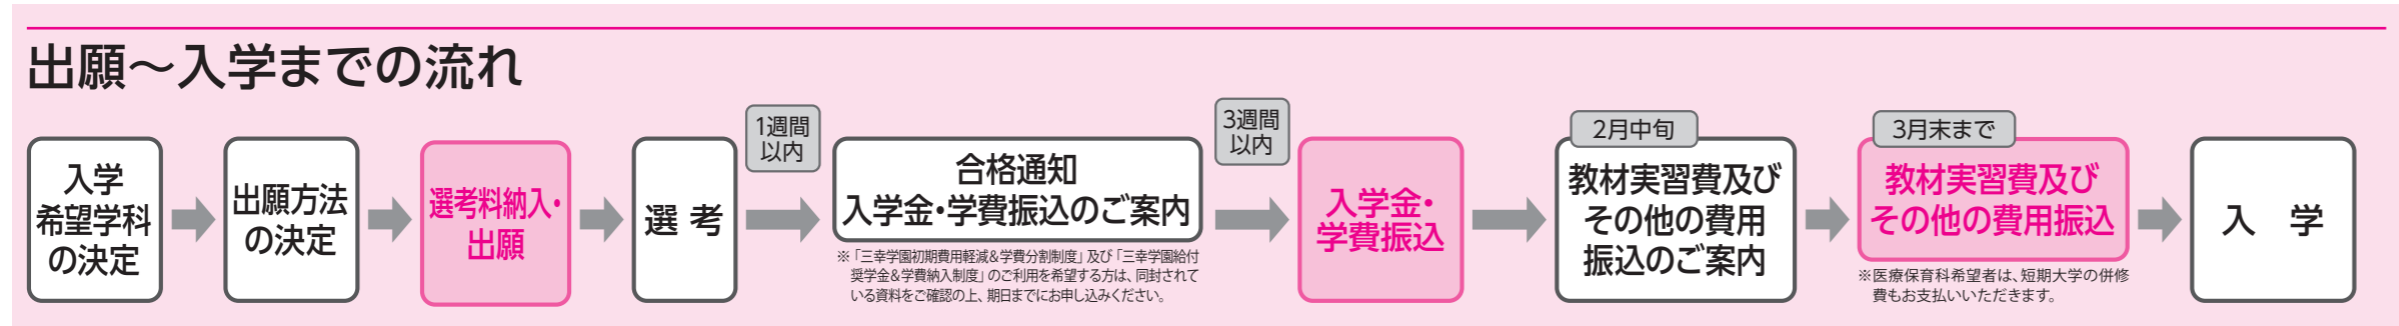 出願～入学までの流れ
入学
希望学科
の決定
出願方法
の決定
選考料納入・
出願
選 考
1週間
以内
合格通知
入学金・学費振込のご案内
※「三幸学園初期費用軽減&学費分割制度」及び「三幸学園給付
奨学金&学費納入制度」のご利用を希望する方は、同封されて
いる資料をご確認の上、期日までにお申し込みください。
3週間
以内
入学金・
学費振込
2月中旬
教材実習費及び
その他の費用
振込のご案内
3月末まで
教材実習費及び
その他の費用振込
※医療保育科希望者は、短期大学の併修
費もお支払いいただきます。
入 学